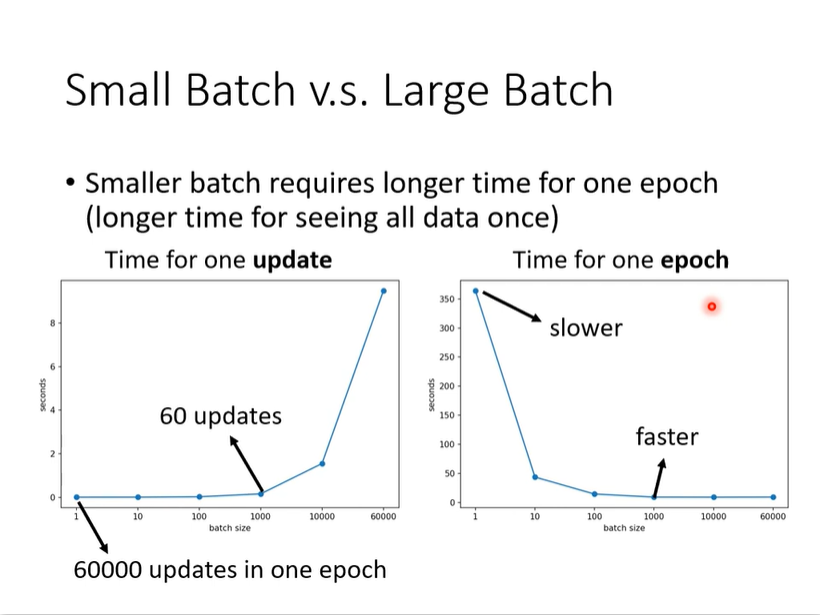 Small Batch v.s. Large Batch
• Smaller batch requires longer time for one epoch
(longer time for seeing all data once)
Time for one update
8
6
4
2
0
seconds
1 10 100 1000 10000 60000
batch size
60 updates
60000 updates in one epoch
Time for one epoch
350
300
250
200
150
100
50
0
seconds
1 10 100 1000 10000 60000
batch size
slower
faster